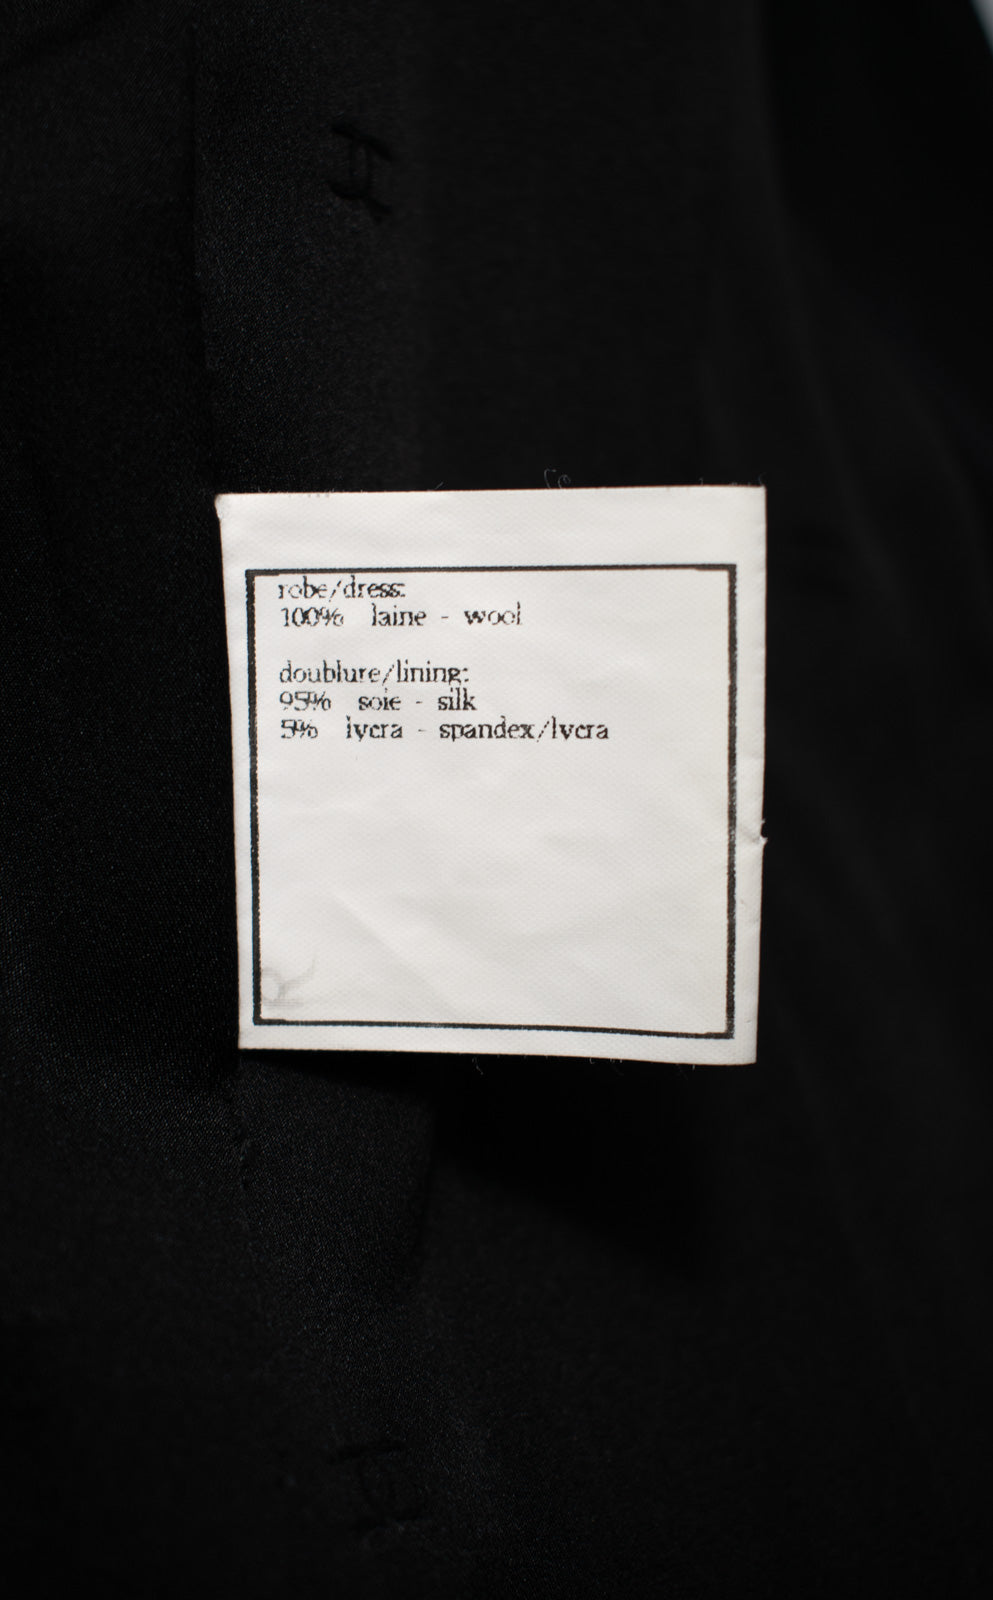 robe/dress:
100% laine - wool
doublure/lining:
95% soie - silk
5% lycra - spandex/lycra